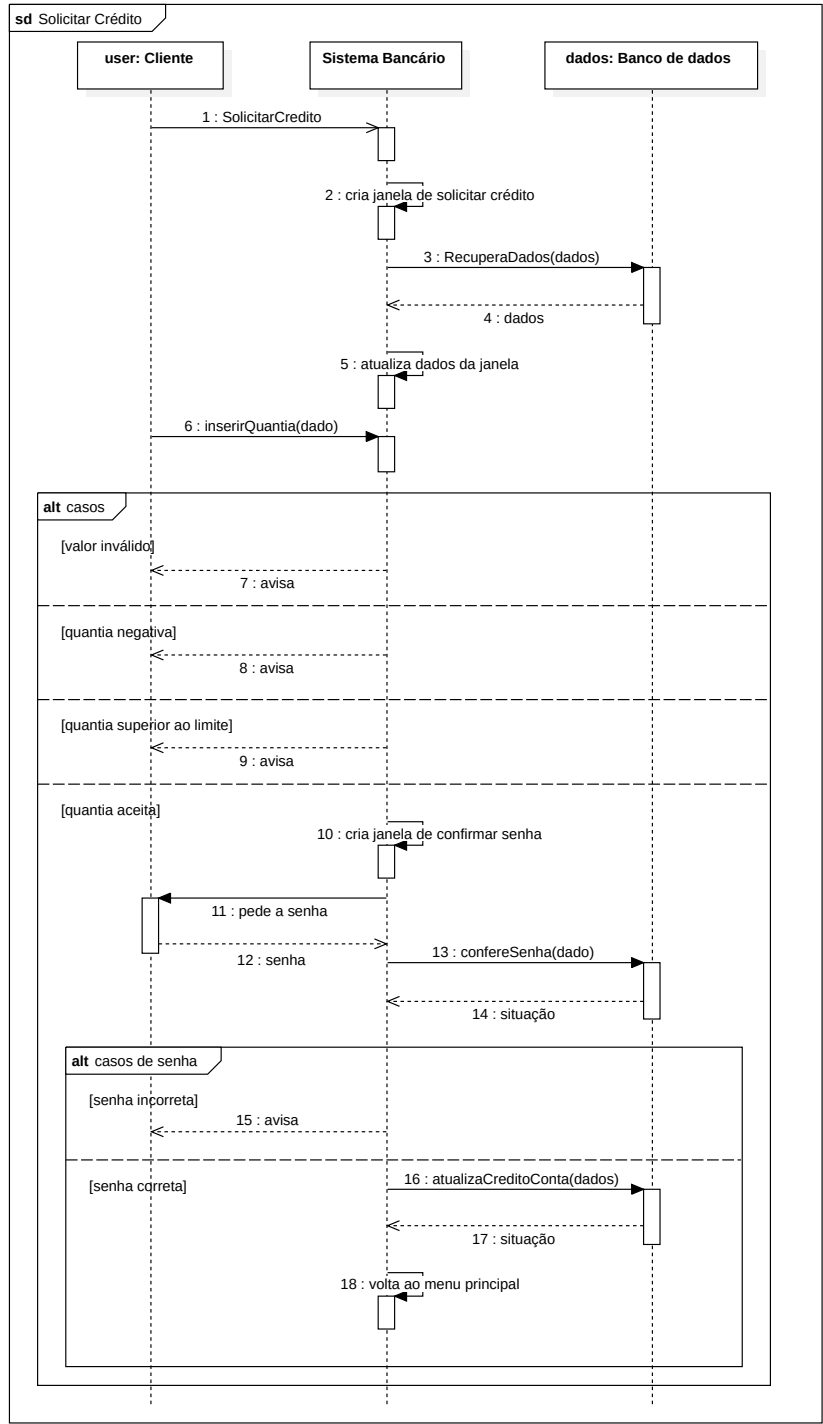 sd Solicitar Crédito
user: Cliente
Sistema Bancário
dados: Banco de dados
1 : SolicitarCredito
2 : cria janela de solicitar crédito
3 : RecuperaDados(dados)
4 : dados
5 : atualiza dados da janela
6 : inserirQuantia(dado)
alt casos
[valor inválido]
7 : avisa
[quantia negativa]
8 : avisa
[quantia superior ao limite]
9 : avisa
[quantia aceita]
10 : cria janela de confirmar senha
11 : pede a senha
12 : senha
13 : confereSenha(dado)
14 : situação
alt casos de senha
[senha incorreta]
15 : avisa
[senha correta]
16 : atualizaCreditoConta(dados)
17 : situação
18 : volta ao menu principal